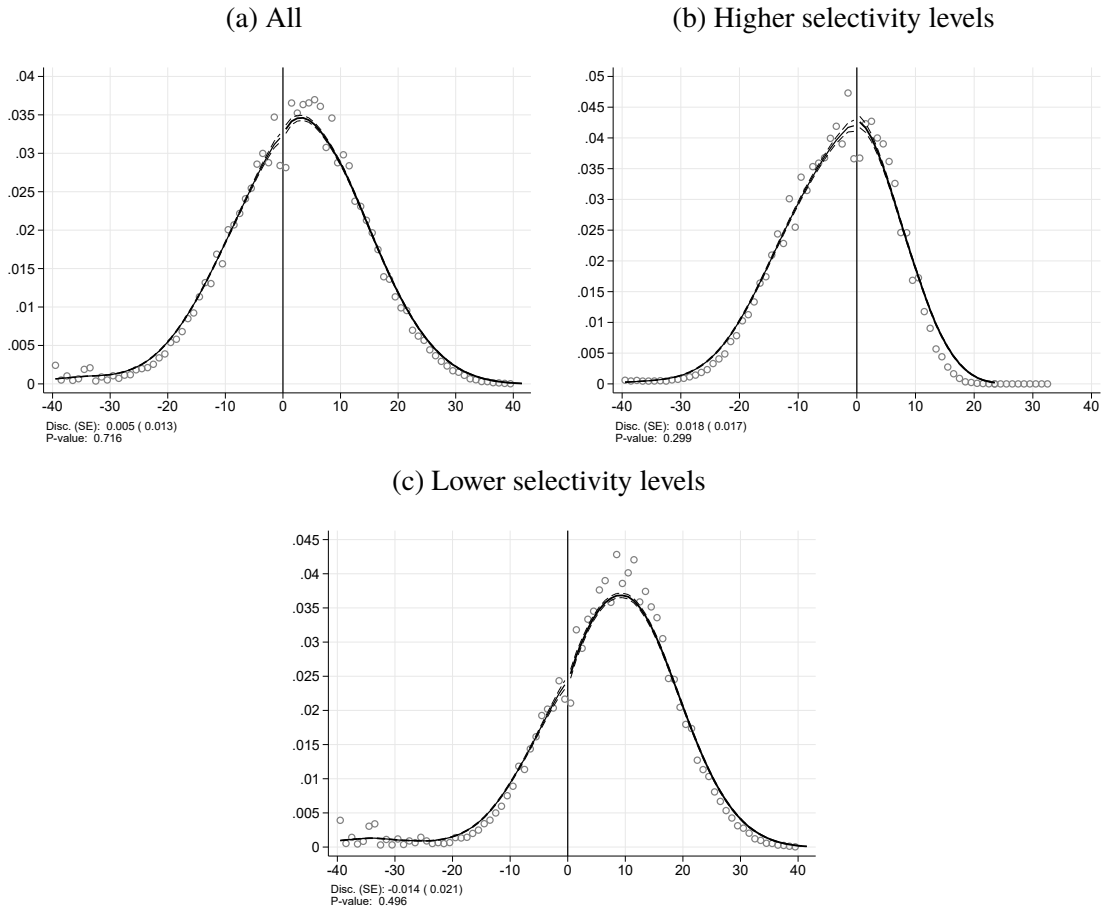 (a) All
(b) Higher selectivity levels
.04
.035
.03
.025
.02
.015
.01
.005
0
-40 -20 -10 0 10 20 30 40
Disc. (SE): 0.005 ( 0.013)
P-value: 0.716
.05
.045
.04
.035
.03
.025
.02
.015
.01
.005
0
-40 -30 -20 -10 0 10 20 30 40
Disc. (SE): 0.018 ( 0.017)
P-value: 0.299
(c) Lower selectivity levels
.045
.04
.035
.03
.025
.02
.015
.01
.005
0
-40 -30 -20 -10 0 10 20 30 40
Disc. (SE): -0.014 ( 0.021)
P-value: 0.496